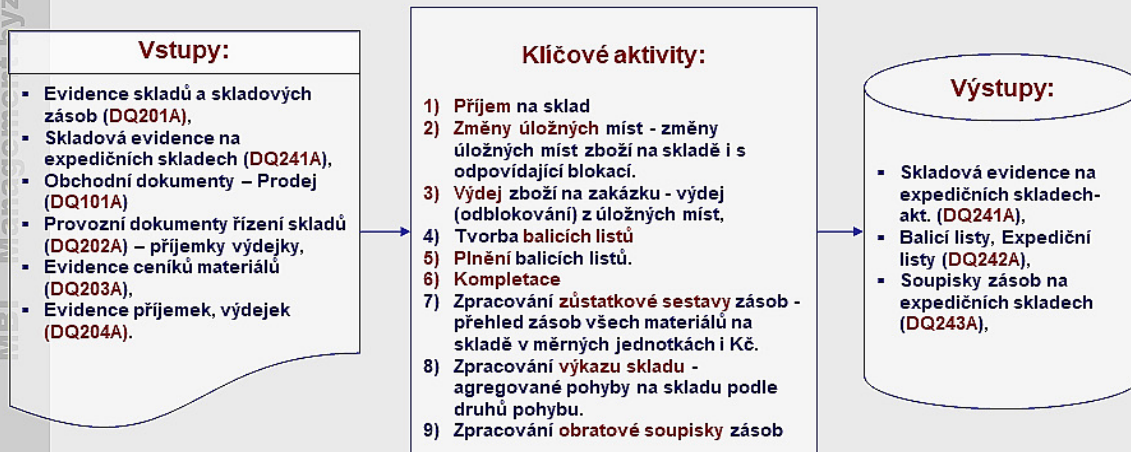 MBI - Management byz
Vstupy:
▪ Evidence skladů a skladových
zásob (DQ201A),
▪ Skladová evidence na
expedičních skladech (DQ241A),
▪ Obchodní dokumenty – Prodej
(DQ101A)
▪ Provozní dokumenty řízení skladů
(DQ202A) – příjemky výdejky,
▪ Evidence ceníků materiálů
(DQ203A),
▪ Evidence příjemek, výdejek
(DQ204A).
Klíčové aktivity:
1) Příjem na sklad
2) Změny úložných míst - změny
úložných míst zboží na skladě i s
odpovídající blokací.
3) Výdej zboží na zakázku - výdej
(odblokování) z úložných míst,
4) Tvorba balicích listů
5) Plnění balicích listů.
6) Kompletace
7) Zpracování zůstatkové sestavy zásob -
přehled zásob všech materiálů na
skladě v měrných jednotkách i Kč.
8) Zpracování výkazu skladu -
agregované pohyby na skladu podle
druhů pohybu.
9) Zpracování obratové soupisky zásob
Výstupy:
▪ Skladová evidence na
expedičních skladech-
akt. (DQ241A),
▪ Balicí listy, Expediční
listy (DQ242A),
▪ Soupisky zásob na
expedičních skladech
(DQ243A),